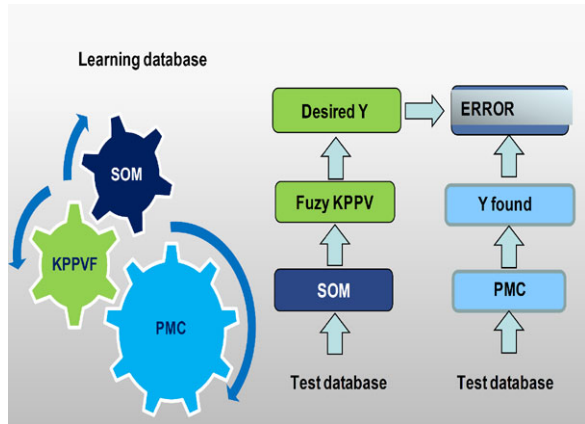 Learning database
SOM
KPPVF
PMC
Desired Y
ERROR
Fuzy KPPV
Y found
SOM
PMC
Test database
Test database